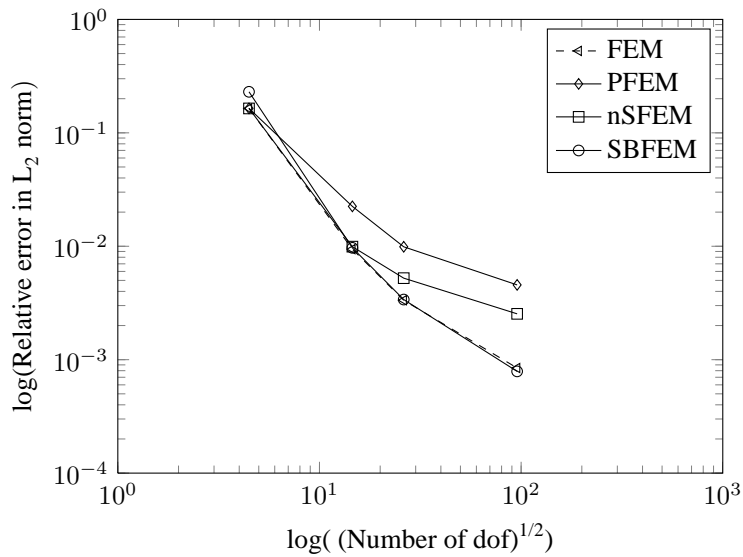 10^0
10^{-1}
10^{-2}
10^{-3}
10^{-4}
log(Relative error in L_2 norm)
FEM
PFEM
nSFEM
SBFEM
10^0
10^1
10^2
10^3
log( (Number of dof)^{1/2})